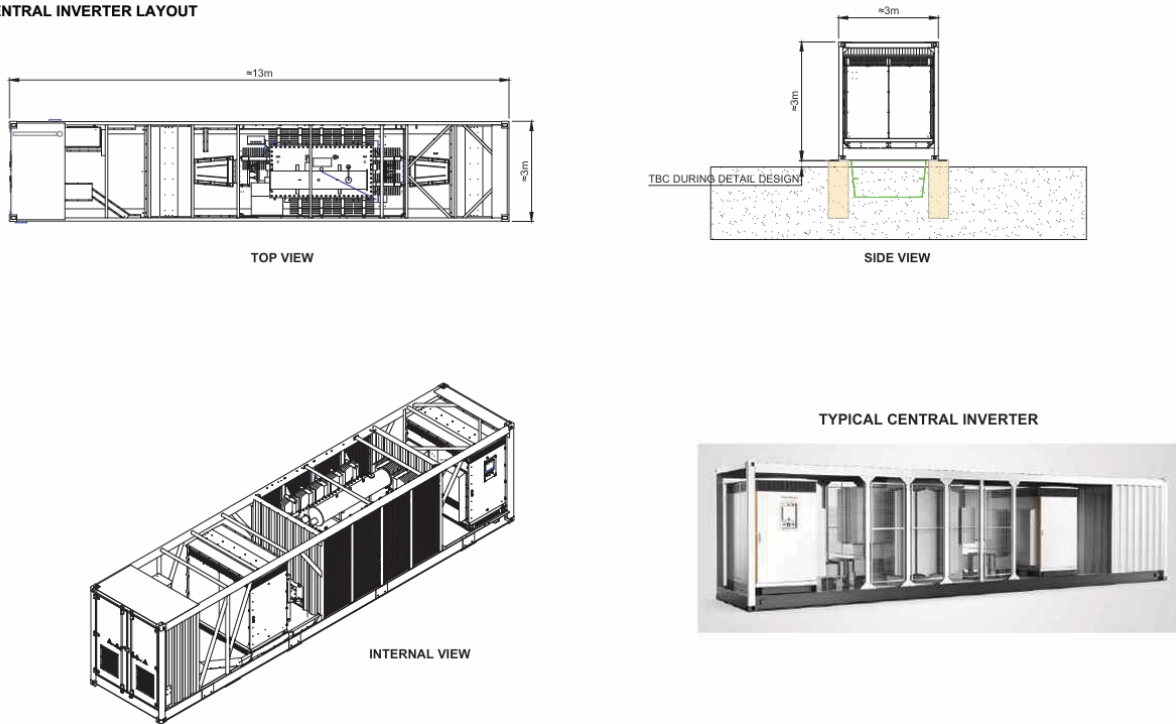 ENTRAL INVERTER LAYOUT
≈13m
≈3m
TOP VIEW
≈3m
≈3m
TBC DURING DETAIL DESIGN
SIDE VIEW
INTERNAL VIEW
TYPICAL CENTRAL INVERTER